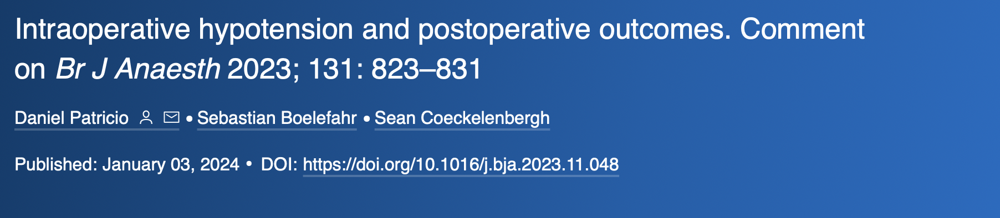 Intraoperative hypotension and postoperative outcomes. Comment
on Br J Anaesth 2023; 131: 823–831
Daniel Patricio • Sebastian Boelefahr • Sean Coeckelenbergh
Published: January 03, 2024 • DOI: https://doi.org/10.1016/j.bja.2023.11.048